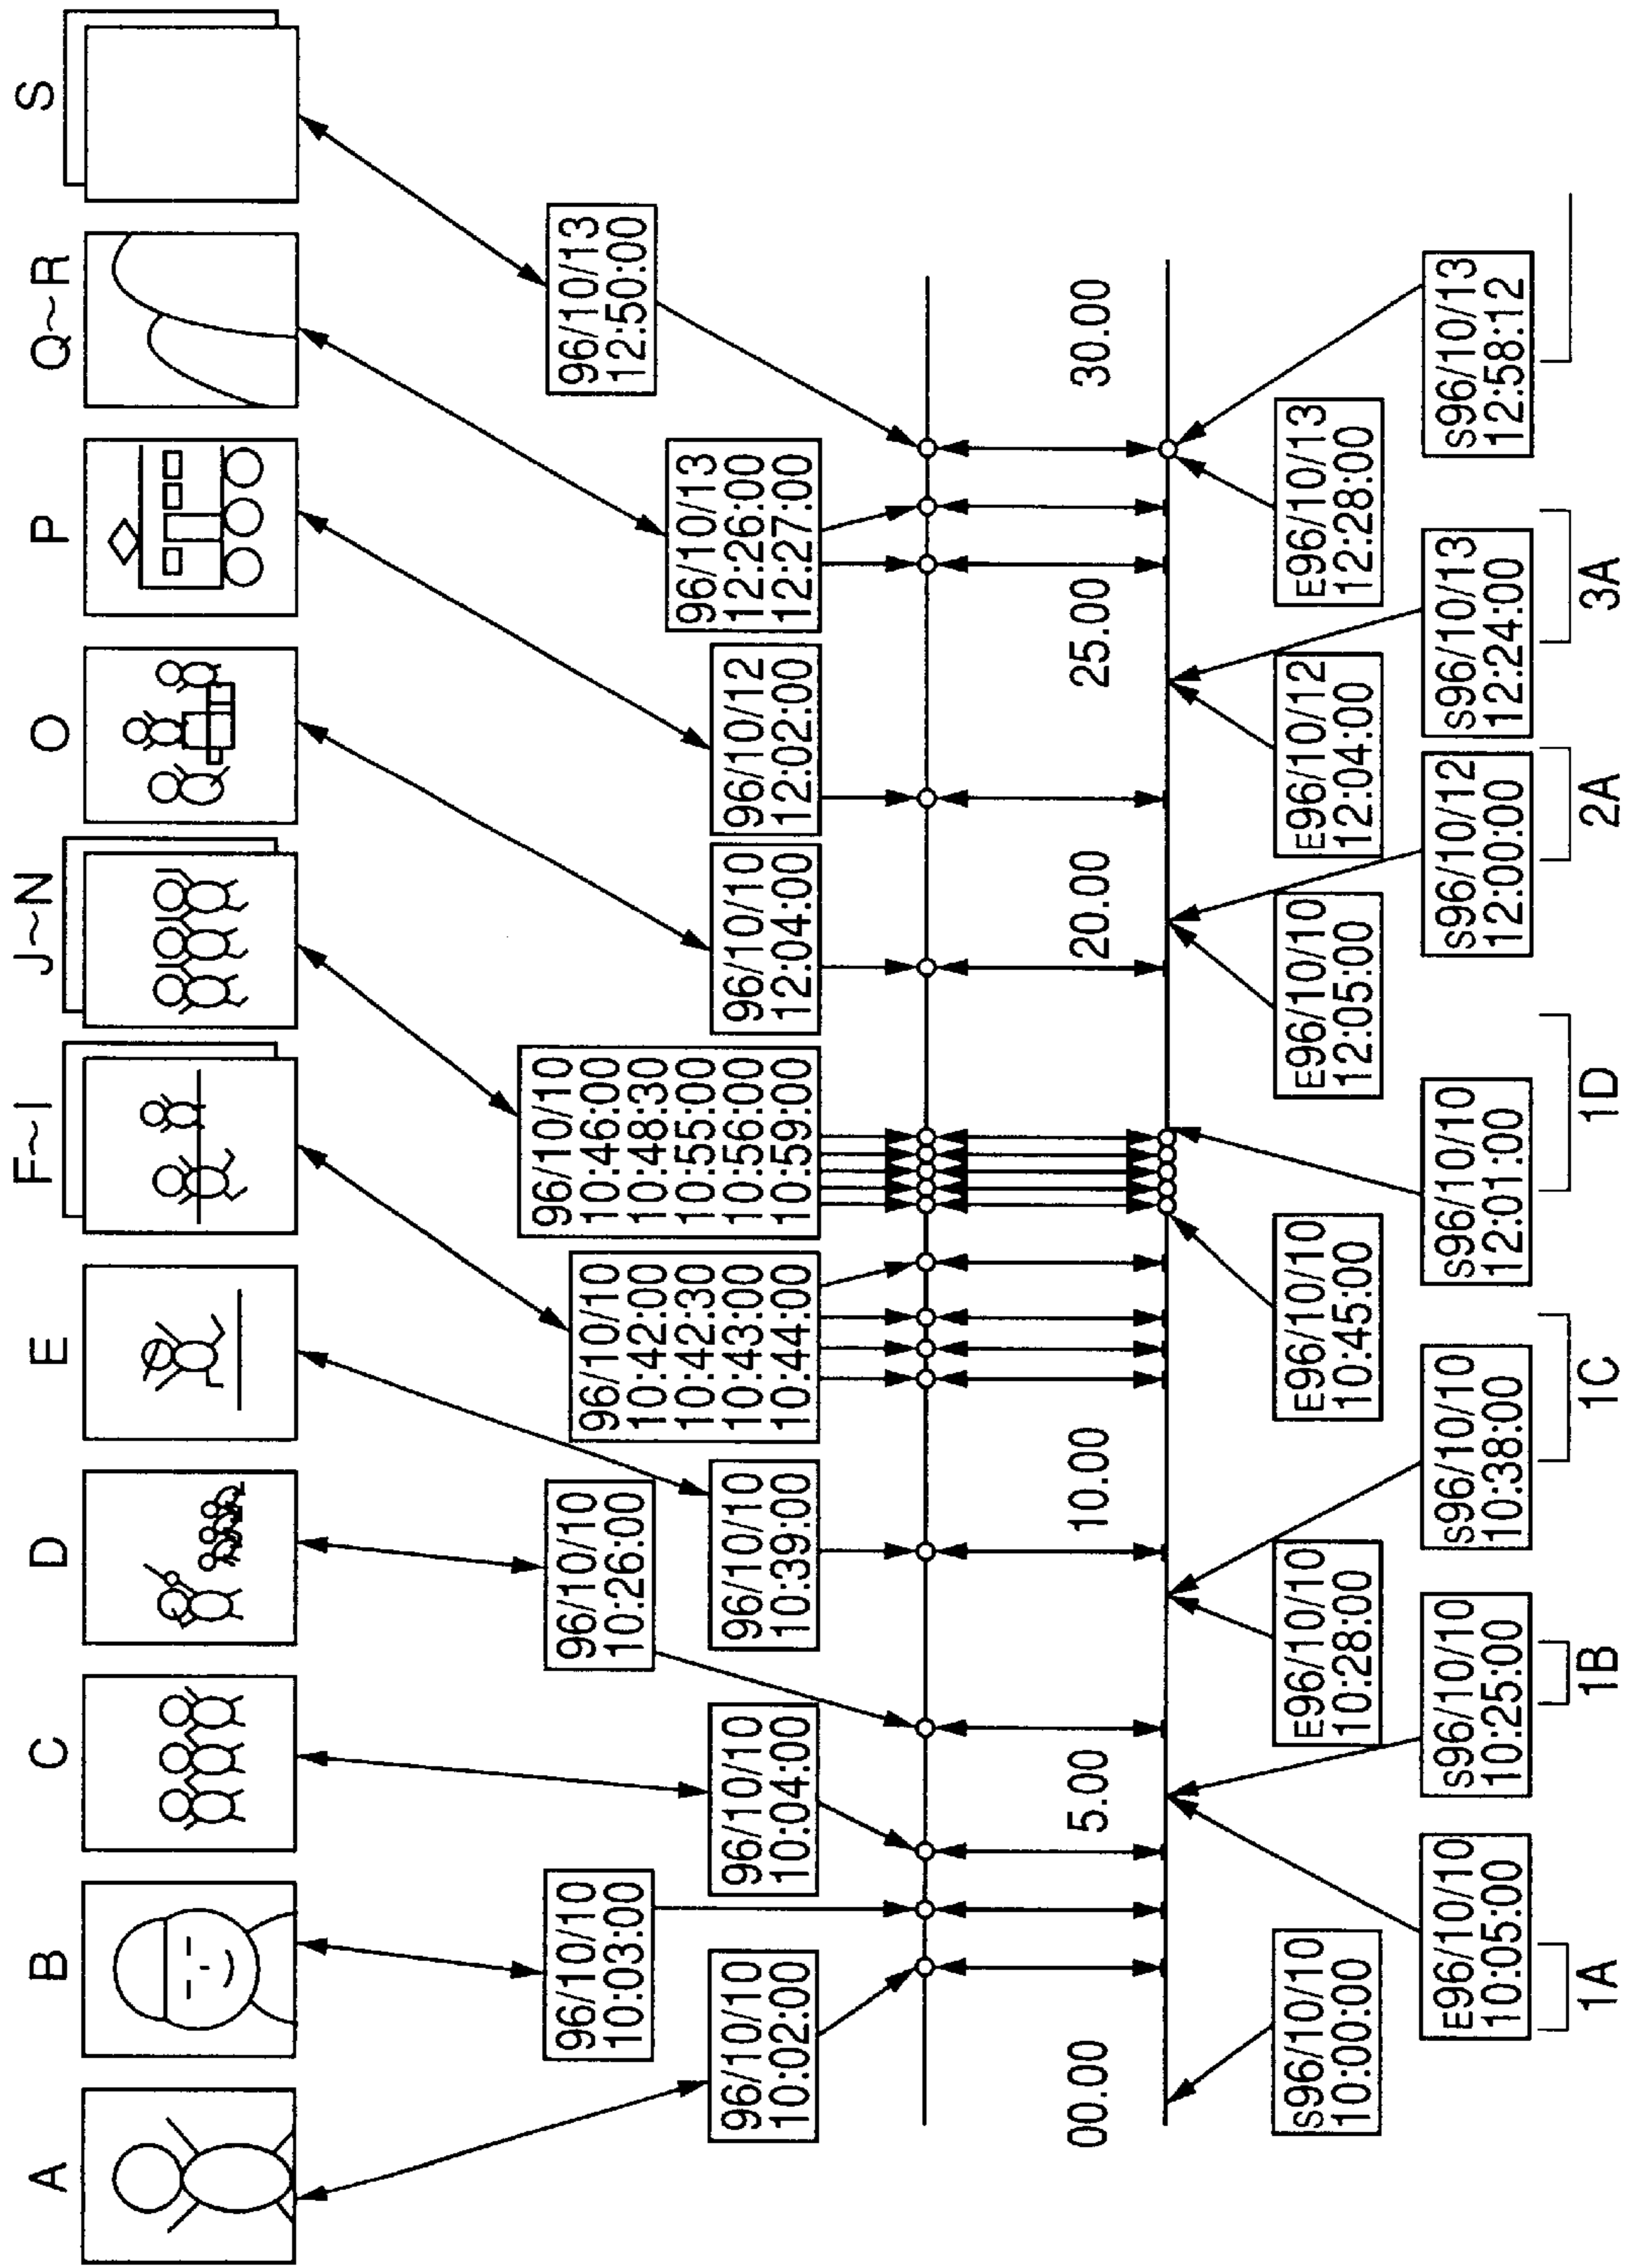 A
B
C
D
E
F~I
J~N
O
P
Q~R
S
96/10/10
10:02:00
96/10/10
10:03:00
96/10/10
10:04:00
96/10/10
10:26:00
96/10/10
10:39:00
96/10/10
10:42:00
10:42:30
10:43:00
10:44:00
96/10/10
10:46:00
10:48:30
10:55:00
10:56:00
10:59:00
96/10/10
12:04:00
96/10/12
12:02:00
96/10/13
12:26:00
12:27:00
96/10/13
12:50:00
00.00
5.00
10.00
20.00
25.00
30.00
S96/10/10
10:00:00
E96/10/10
10:05:00
S96/10/10
10:25:00
E96/10/10
10:28:00
S96/10/10
10:38:00
E96/10/10
10:45:00
S96/10/10
12:01:00
E96/10/10
12:05:00
S96/10/12
12:00:00
E96/10/12
12:04:00
S96/10/13
12:24:00
E96/10/13
12:28:00
S96/10/13
12:58:12
1A
1B
1C
1D
2A
3A